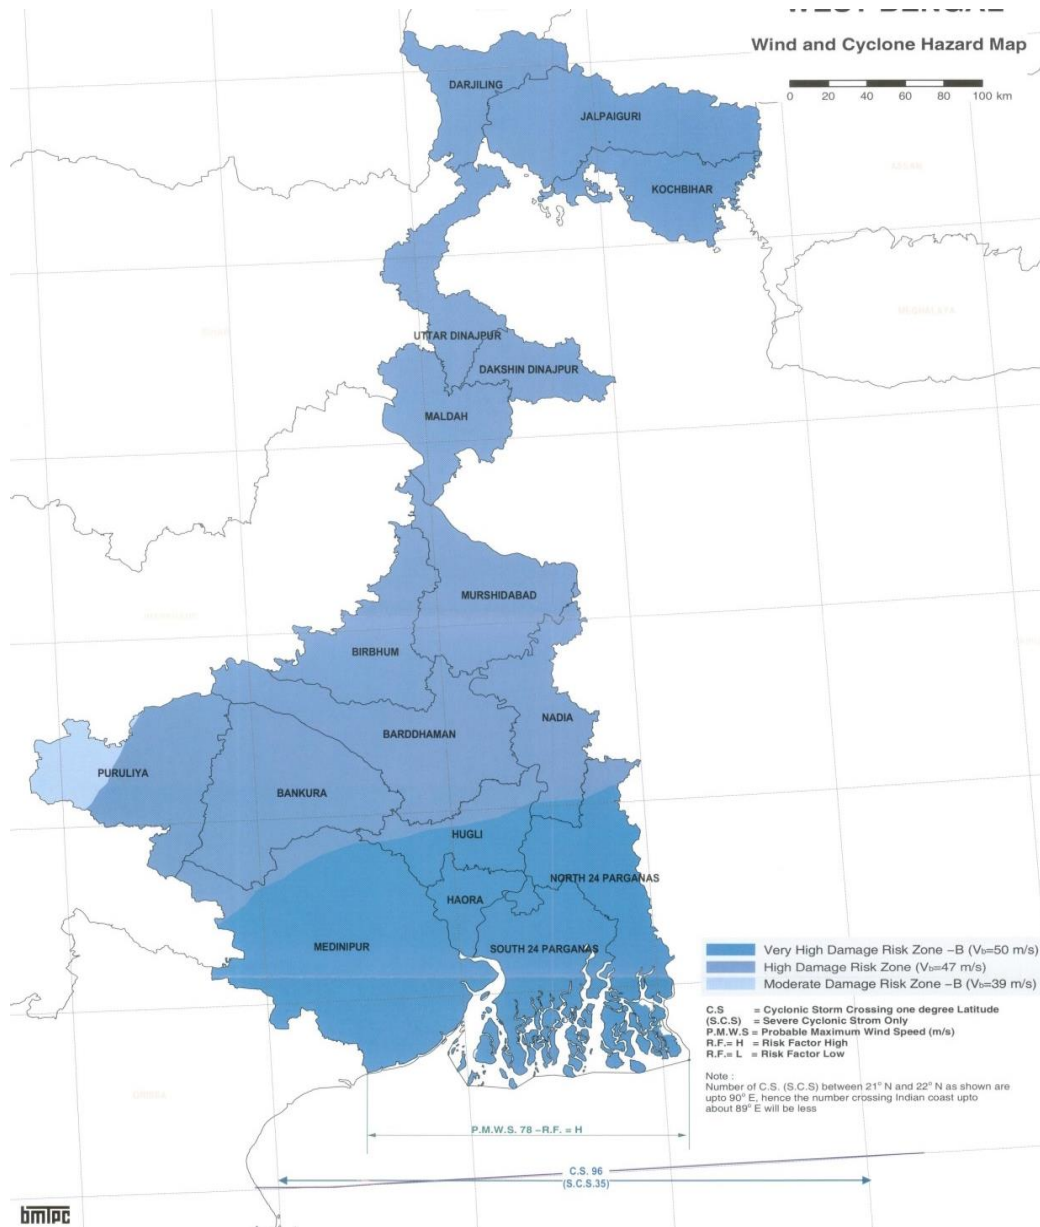 WEST BENGAL
Wind and Cyclone Hazard Map
0 20 40 60 80 100 km
DARJILING
JALPAIGURI
KOCHBIHAR
UTTAR DINAJPUR
DAKSHIN DINAJPUR
MALDAH
MEGHALAYA
MURSHIDABAD
BIRBHUM
NADIA
BARDDHAMAN
PURULIYA
BANKURA
HUGLI
NORTH 24 PARGANAS
HAORA
MEDINIPUR
SOUTH 24 PARGANAS
Very High Damage Risk Zone –B (Vb=50 m/s)
High Damage Risk Zone (Vb=47 m/s)
Moderate Damage Risk Zone –B (Vb=39 m/s)
C.S = Cyclonic Storm Crossing one degree Latitude
(S.C.S) = Severe Cyclonic Strom Only
P.M.W.S = Probable Maximum Wind Speed (m/s)
R.F.= H = Risk Factor High
R.F.= L = Risk Factor Low
Note :
Number of C.S. (S.C.S) between 21° N and 22° N as shown are
upto 90° E, hence the number crossing Indian coast upto
about 89° E will be less
P.M.W.S. 78 –R.F. = H
C.S. 96
(S.C.S.35)
bmTpc